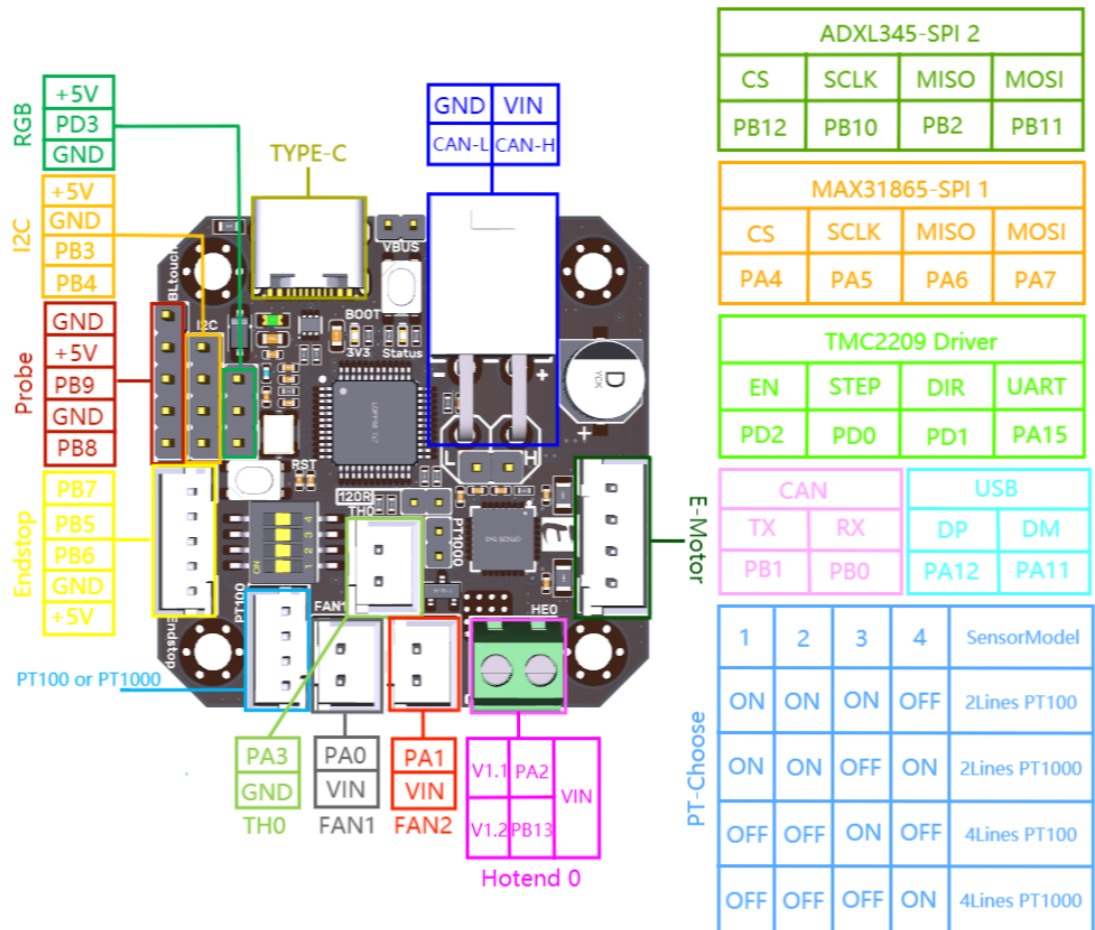 ADXL345-SPI 2
CS SCLK MISO MOSI
PB12 PB10 PB2 PB11
MAX31865-SPI 1
CS SCLK MISO MOSI
PA4 PA5 PA6 PA7
TMC2209 Driver
EN STEP DIR UART
PD2 PD0 PD1 PA15
CAN
TX RX
PB1 PB0
USB
DP DM
PA12 PA11
PT-Choose
1 2 3 4 SensorModel
ON ON ON OFF 2Lines PT100
ON ON OFF ON 2Lines PT1000
OFF OFF ON OFF 4Lines PT100
OFF OFF OFF ON 4Lines PT1000
RGB
+5V
PD3
GND
I2C
+5V
GND
PB3
PB4
Probe
GND
+5V
PB9
GND
PB8
Endstop
PB7
PB5
PB6
GND
+5V
PT100 or PT1000
TYPE-C
GND VIN
CAN-L CAN-H
E-Motor
PA3
GND
TH0
PA0
VIN
FAN1
PA1
VIN
FAN2
V1.1 PA2
V1.2 PB13
VIN
Hotend 0
BLtouch
I2C
VBUS
BOOT
3V3
Status
RST
120R
TH0
PT1000
PT100
FAN1
HE0
Endstop
ON
1 2 3 4
- +
+
L H
D
E